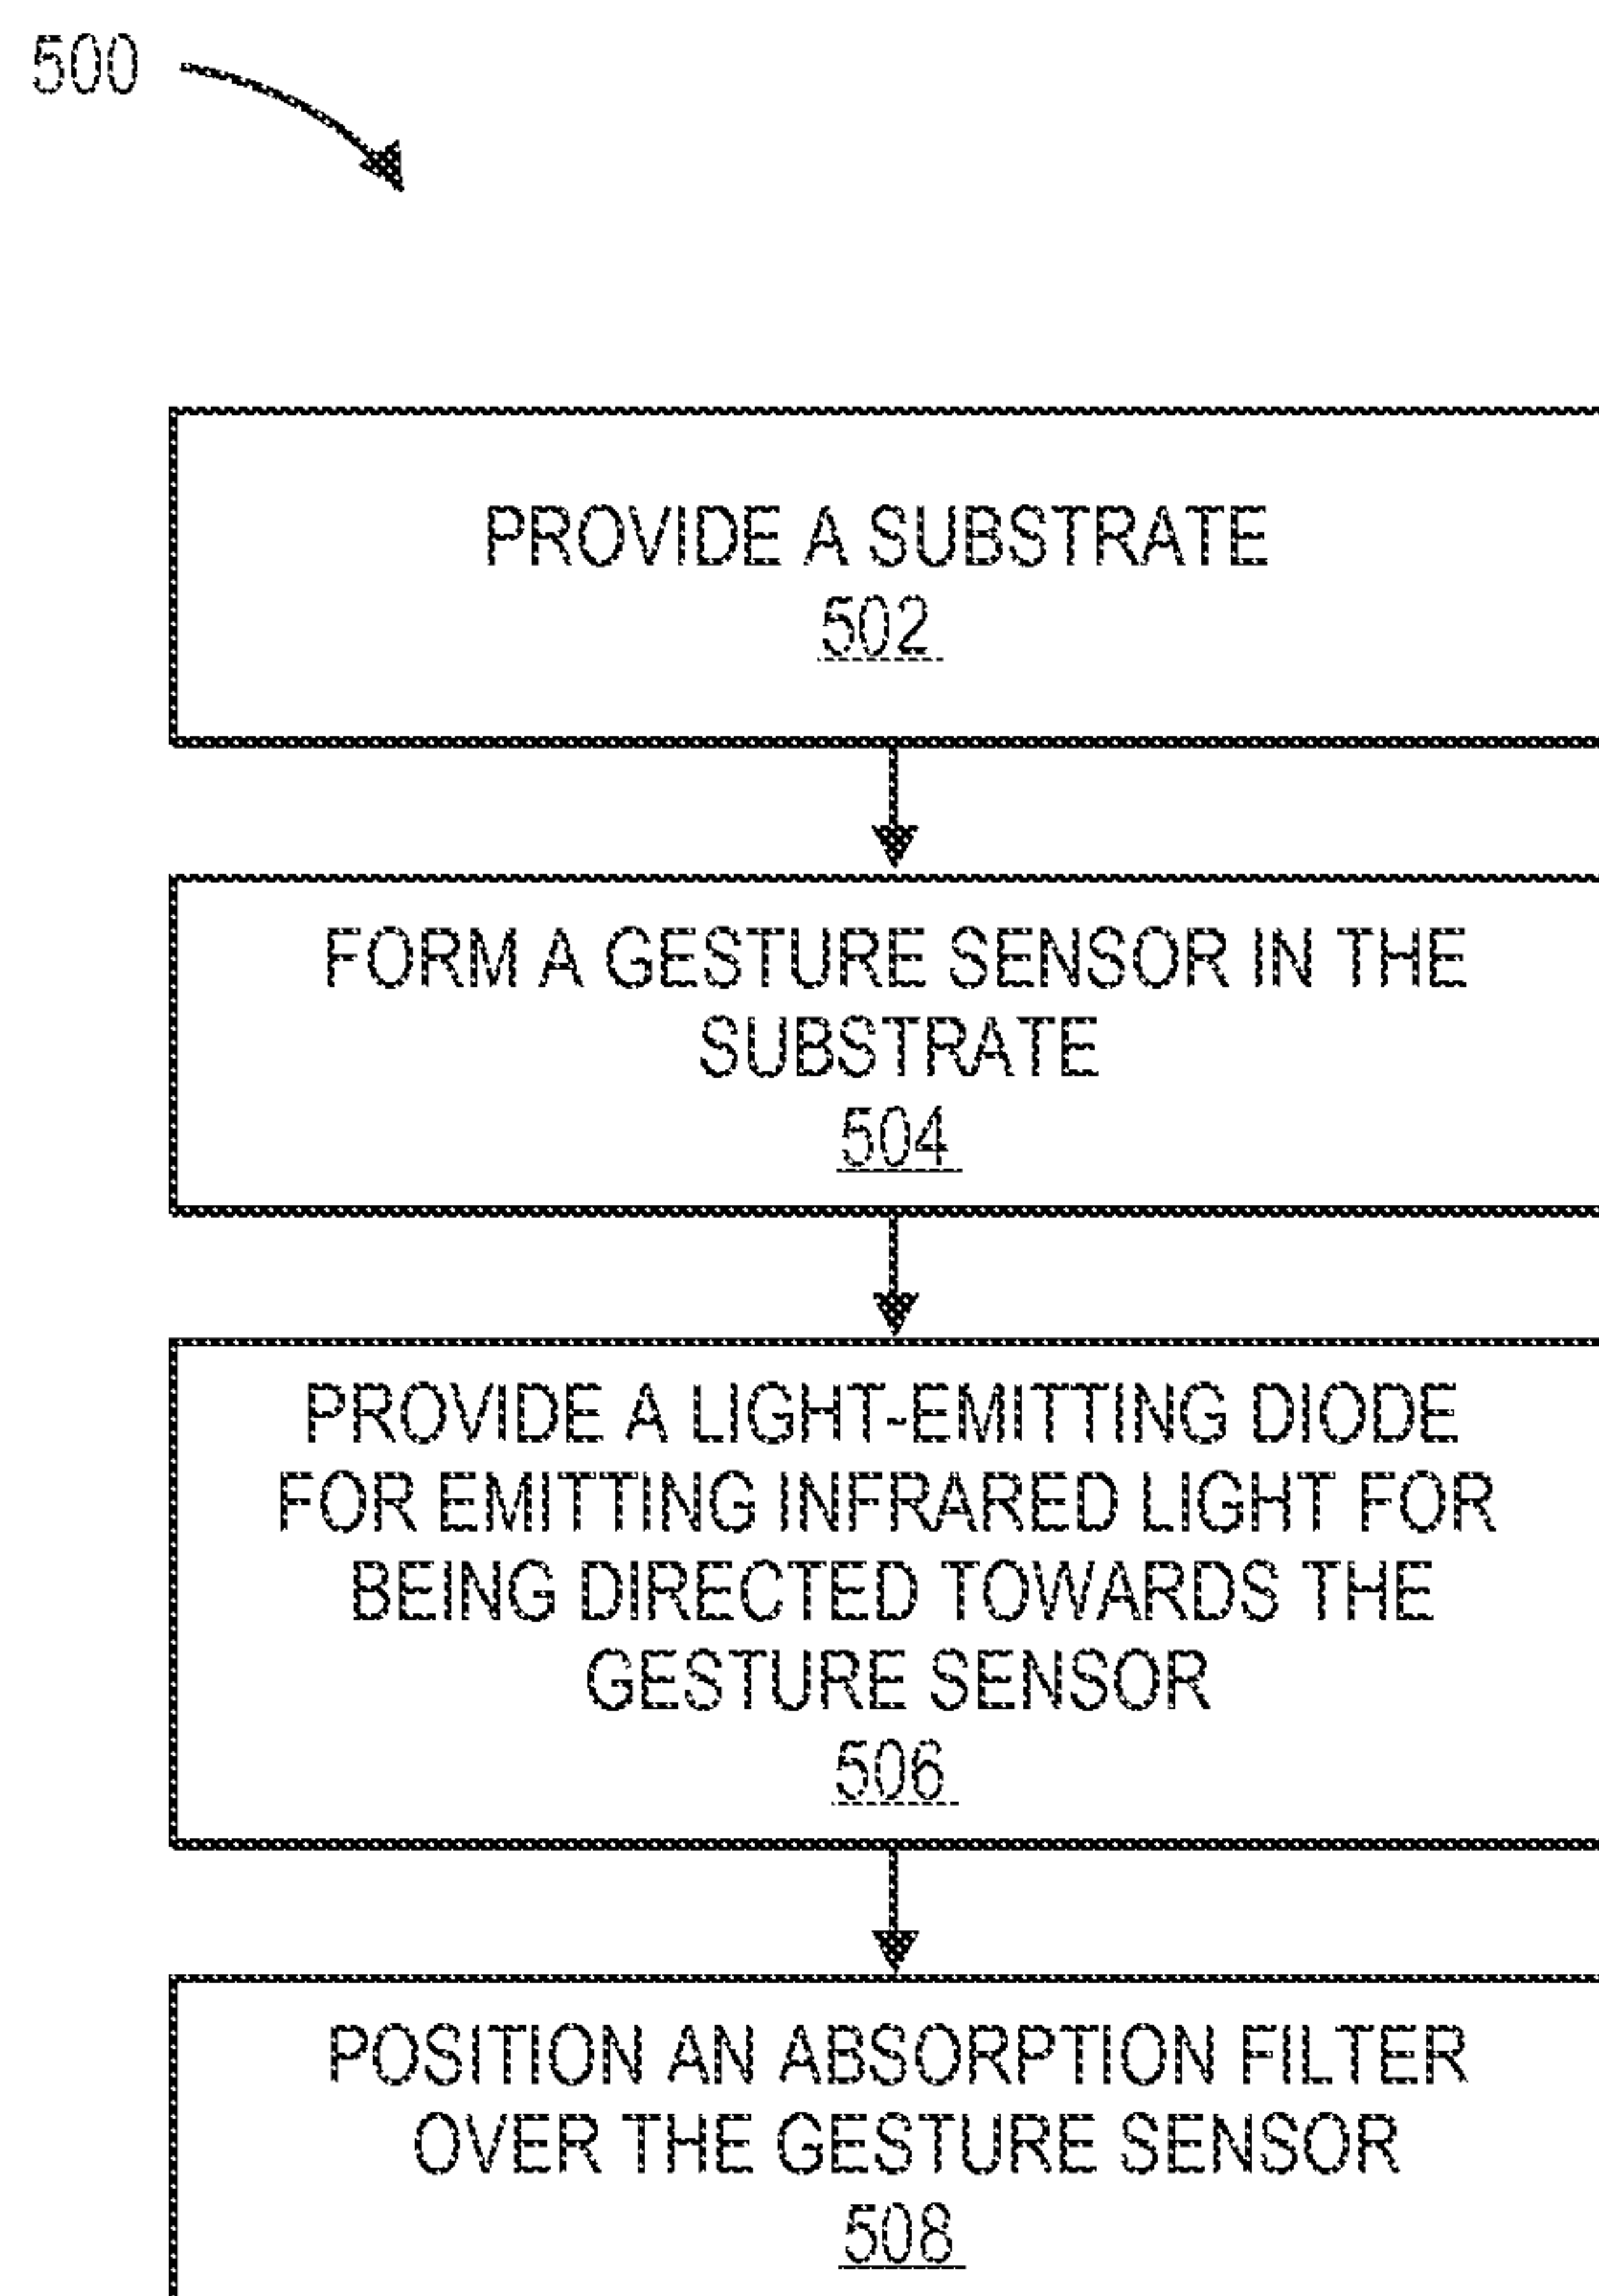 500
PROVIDE A SUBSTRATE
502
FORM A GESTURE SENSOR IN THE
SUBSTRATE
504
PROVIDE A LIGHT-EMITTING DIODE
FOR EMITTING INFRARED LIGHT FOR
BEING DIRECTED TOWARDS THE
GESTURE SENSOR
506
POSITION AN ABSORPTION FILTER
OVER THE GESTURE SENSOR
508